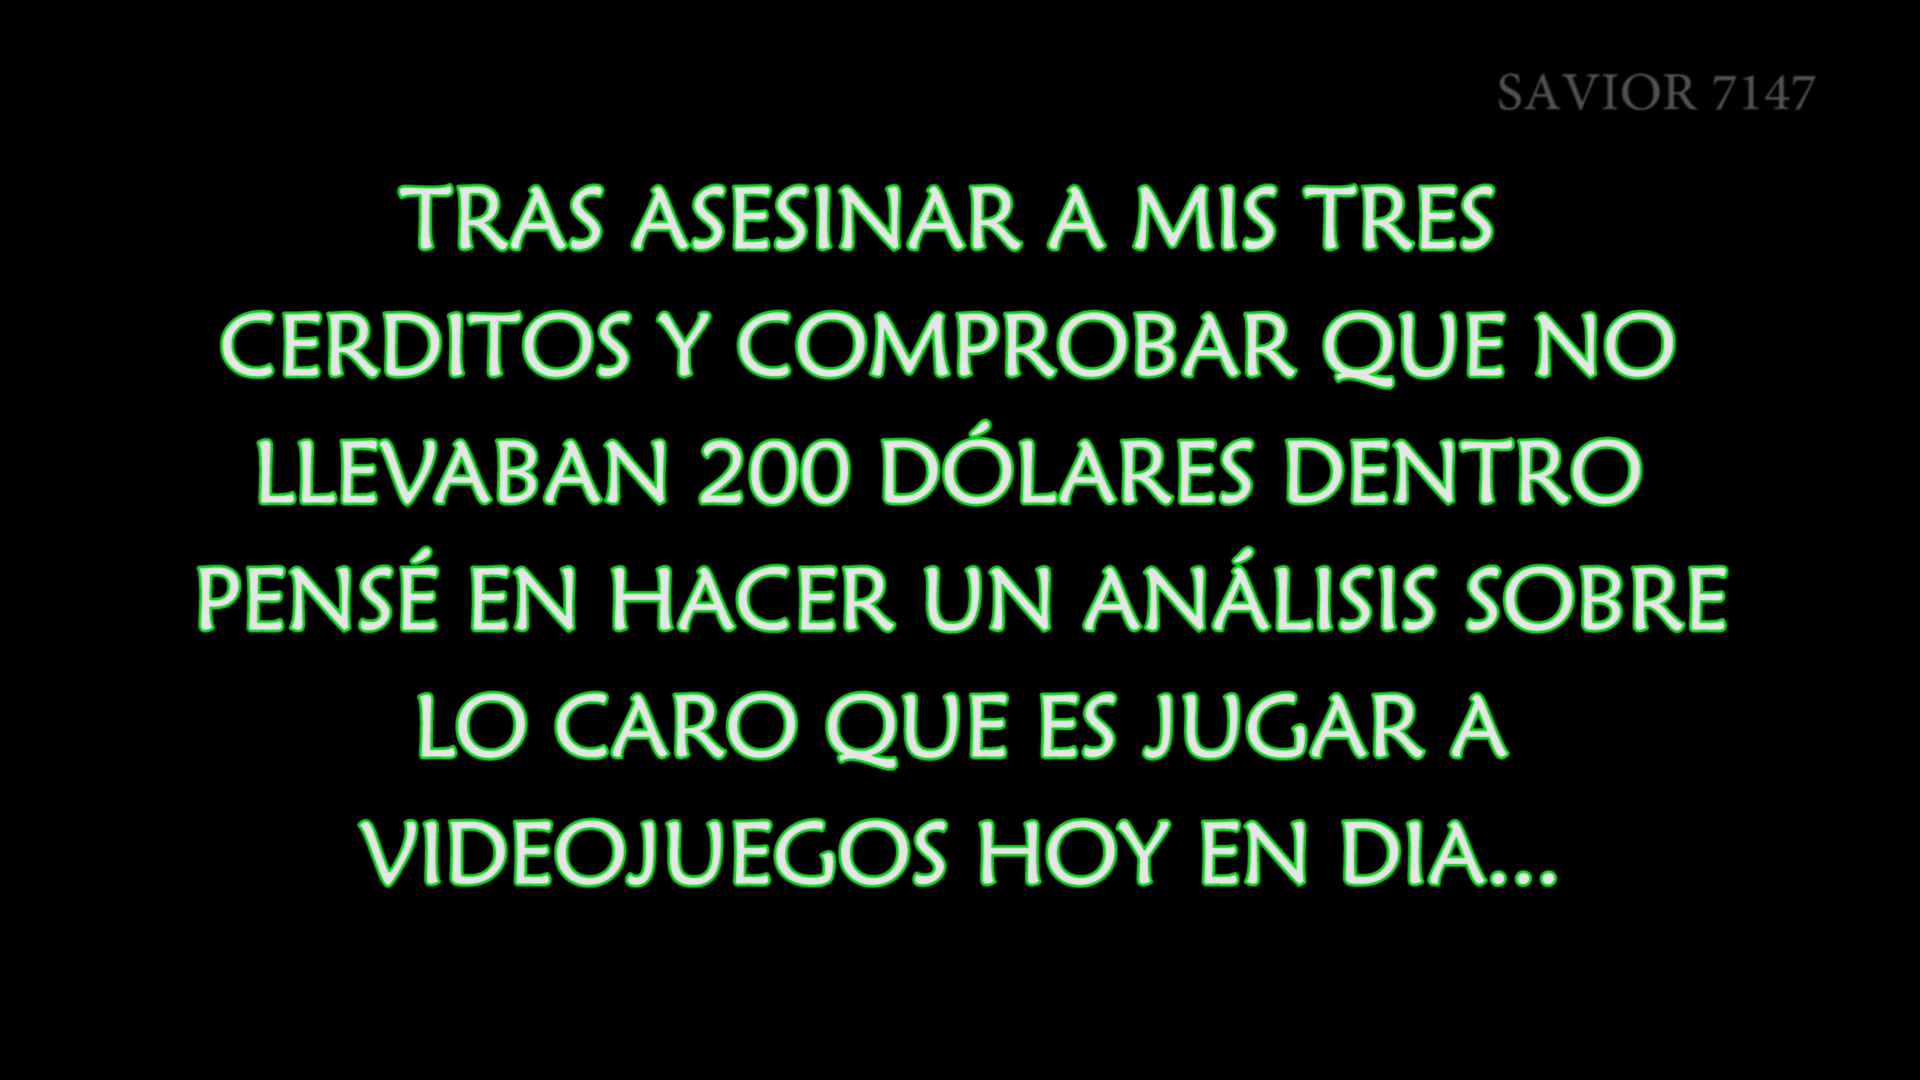 SAVIOR 7147
TRAS ASESINAR A MIS TRES
CERDITOS Y COMPROBAR QUE NO
LLEVABAN 200 DÓLARES DENTRO
PENSÉ EN HACER UN ANÁLISIS SOBRE
LO CARO QUE ES JUGAR A
VIDEOJUEGOS HOY EN DIA...